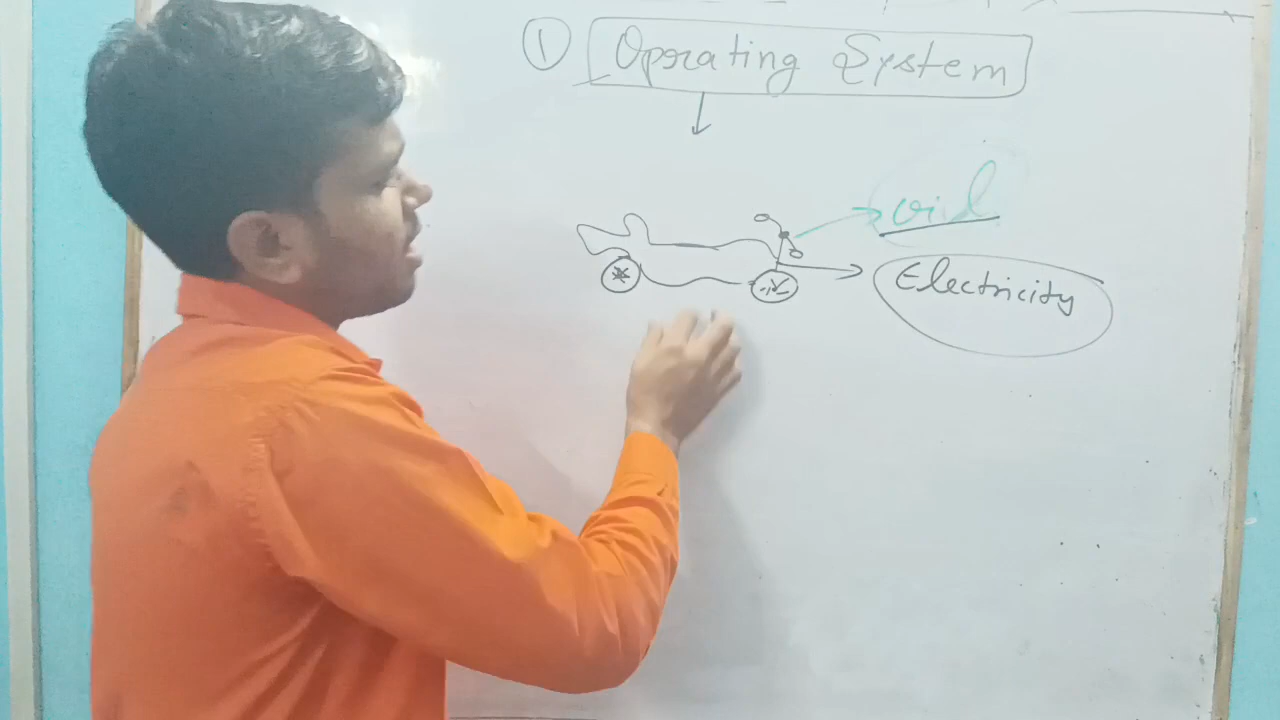 ① Operating System
oil
Electricity